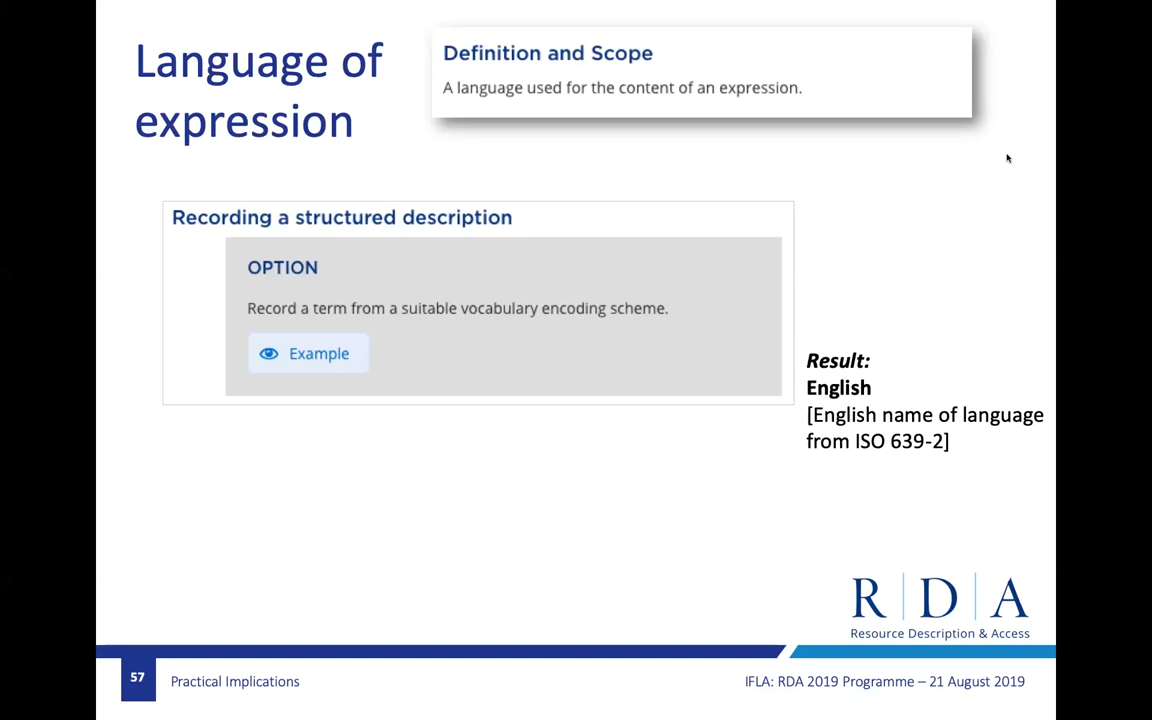 Language of
expression
Definition and Scope
A language used for the content of an expression.
Recording a structured description
OPTION
Record a term from a suitable vocabulary encoding scheme.
Example
Result:
English
[English name of language
from ISO 639-2]
R D A
Resource Description & Access
57
Practical Implications
IFLA: RDA 2019 Programme – 21 August 2019